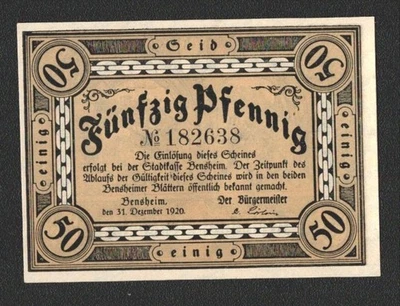 Seid
50
50
Fünfzig Pfennig
№ 182638
einig
einig
Die Einlösung dieses Scheines
erfolgt bei der Stadtkasse Bensheim. Der Zeitpunkt des
Ablaufs der Gültigkeit dieses Scheines wird in den beiden
Bensheimer Blättern öffentlich bekannt gemacht.
Bensheim, Der Bürgermeister
den 31. Dezember 1920.
50
50
einig